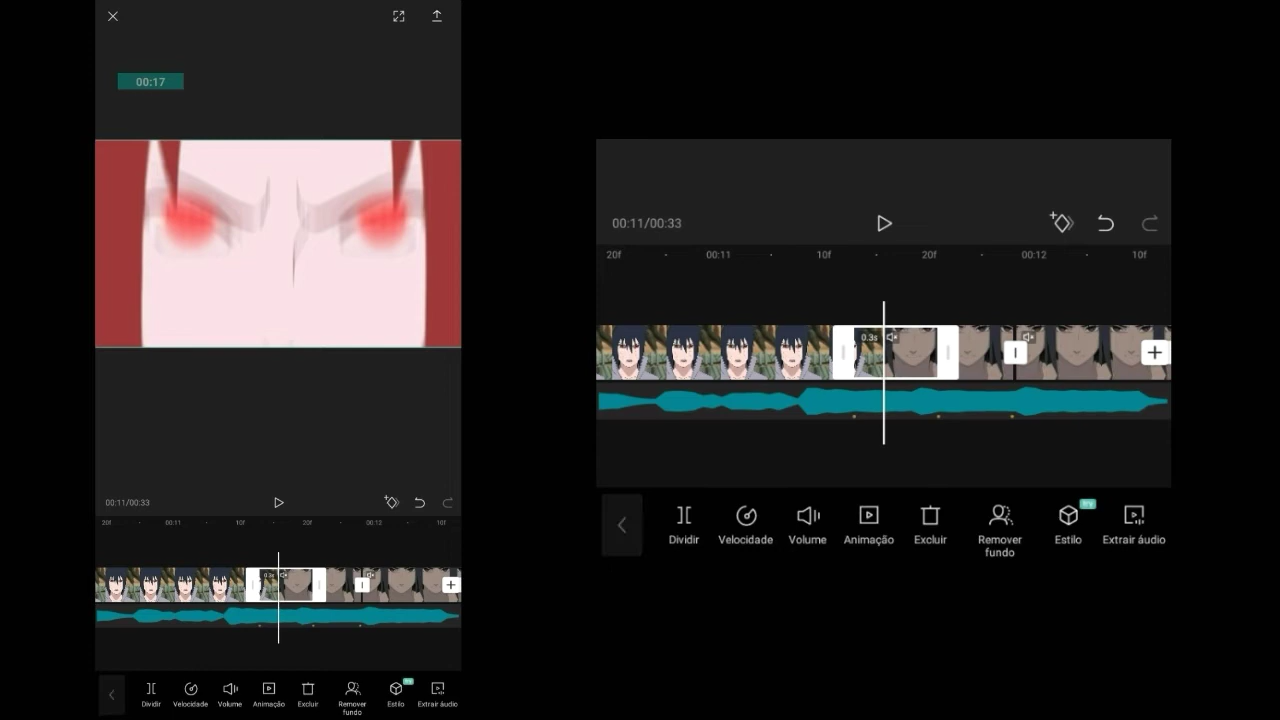 00:17
00:11/00:33
20f 00:11 10f 20f 00:12 10f
0.3s
Dividir Velocidade Volume Animação Excluir Remover fundo Estilo Extrair áudio
00:11/00:33
20f 00:11 10f 20f 00:12 10f
0.3s
Dividir Velocidade Volume Animação Excluir Remover
fundo Estilo Extrair áudio